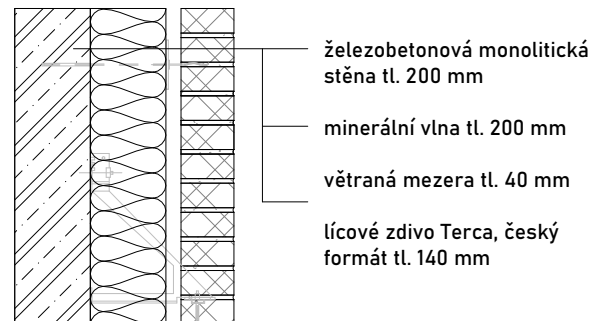 železobetonová monolitická
stěna tl. 200 mm
minerální vlna tl. 200 mm
větraná mezera tl. 40 mm
lícové zdivo Terca, český
formát tl. 140 mm